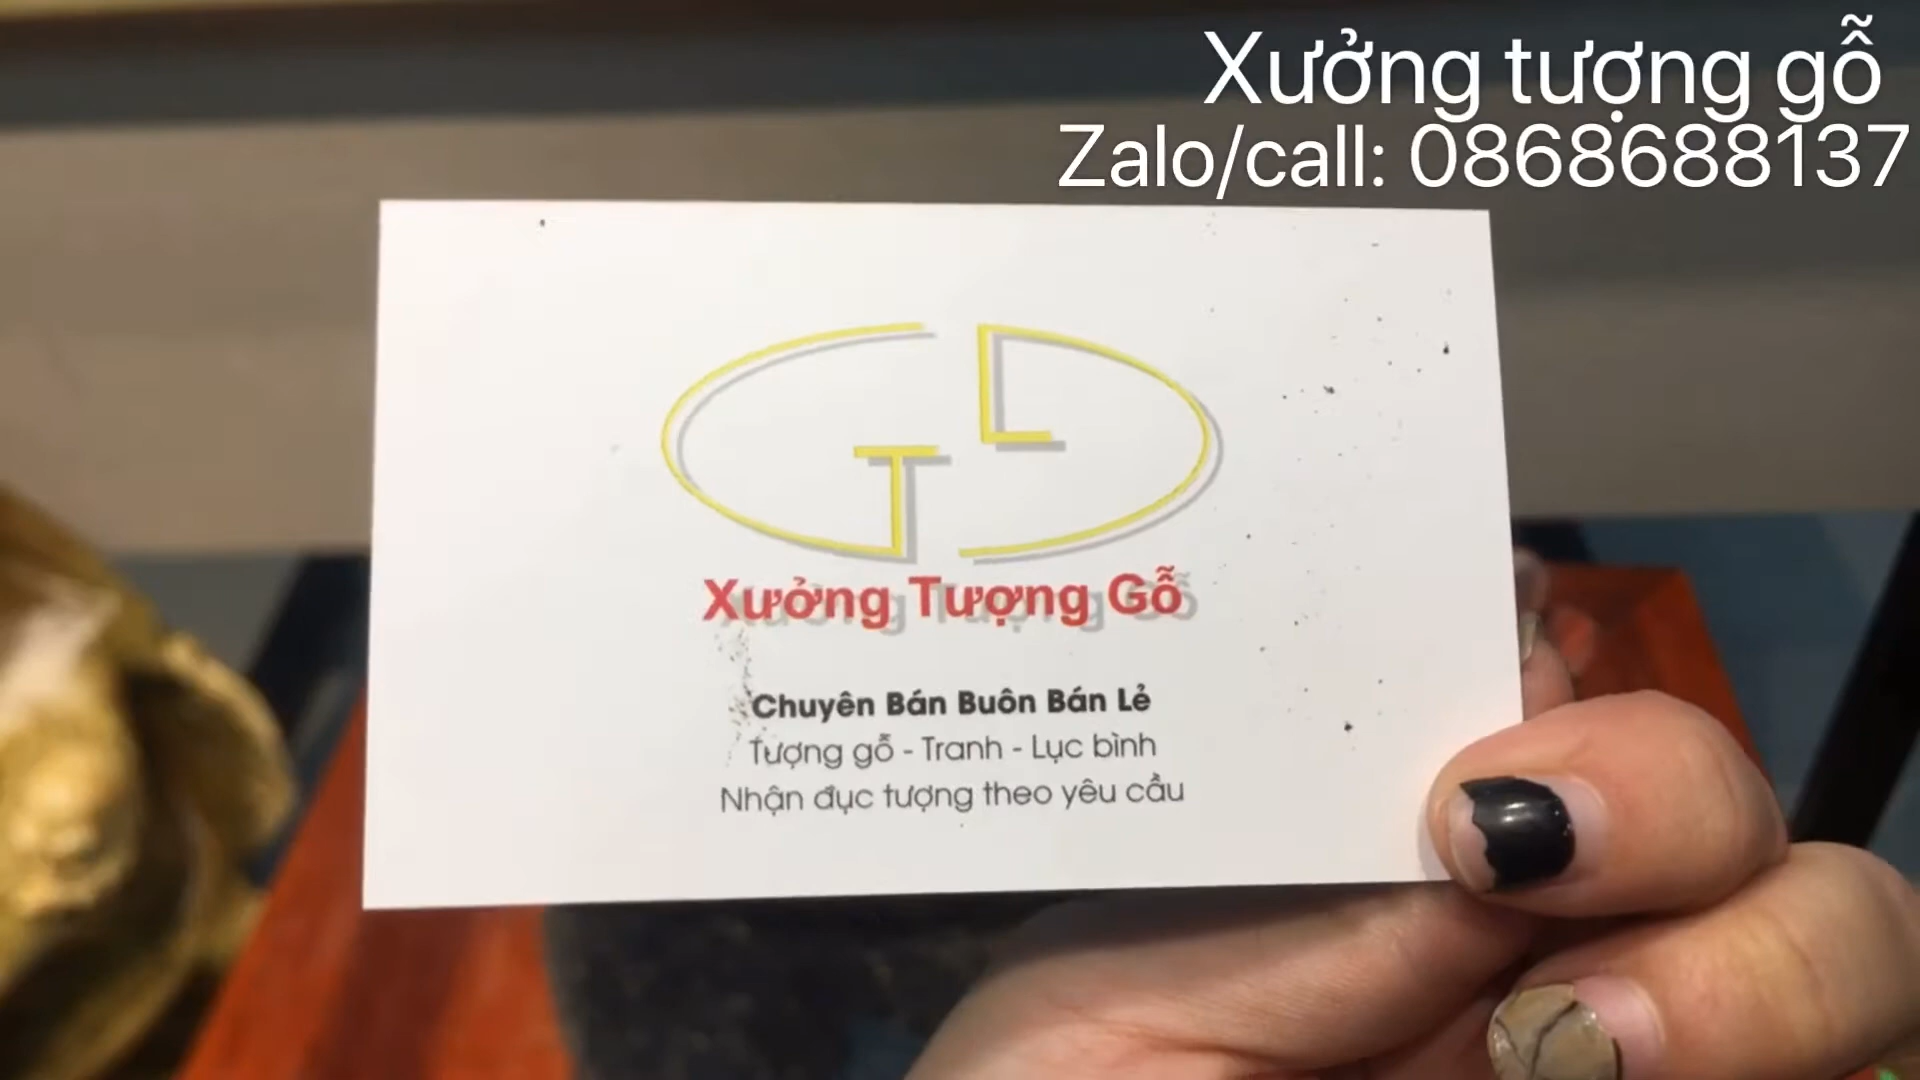 Xưởng tượng gỗ
Zalo/call: 0868688137
T L
Xưởng Tượng Gỗ
Chuyên Bán Buôn Bán Lẻ
Tượng gỗ - Tranh - Lục bình
Nhận đục tượng theo yêu cầu